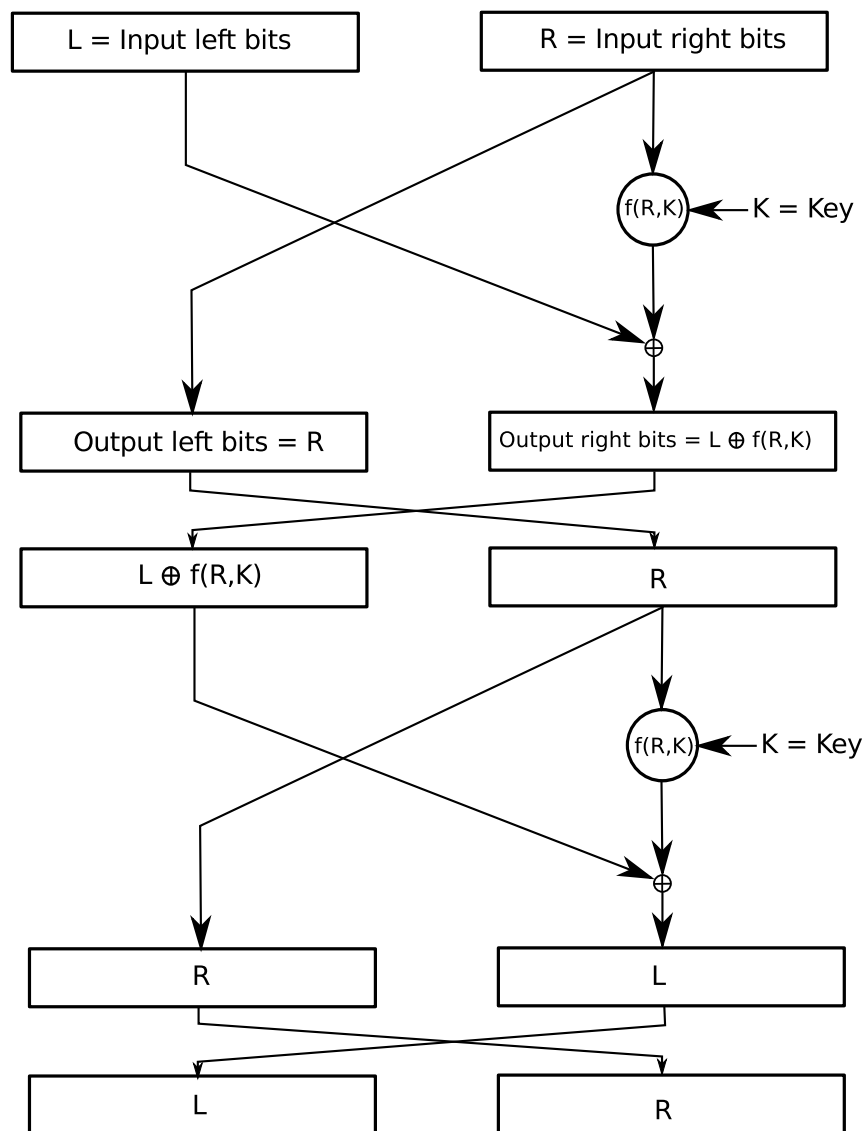 L = Input left bits
R = Input right bits
f(R,K)
K = Key
Output left bits = R
Output right bits = L ⊕ f(R,K)
L ⊕ f(R,K)
R
f(R,K)
K = Key
R
L
L
R